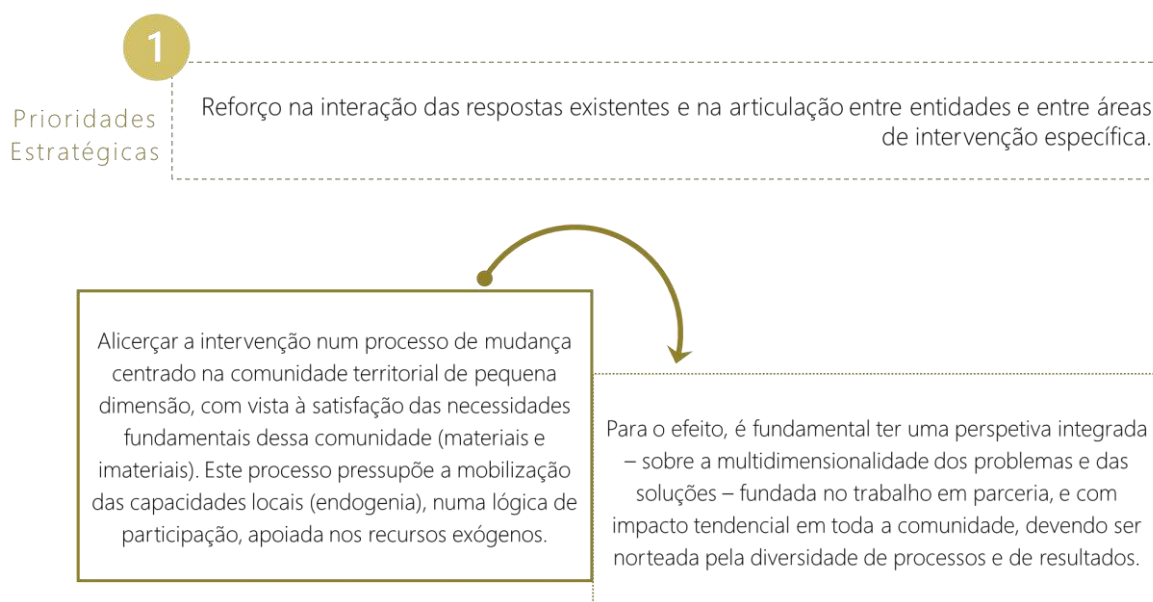 1
Prioridades
Estratégicas
Reforço na interação das respostas existentes e na articulação entre entidades e entre áreas
de intervenção específica.
Alicerçar a intervenção num processo de mudança
centrado na comunidade territorial de pequena
dimensão, com vista à satisfação das necessidades
fundamentais dessa comunidade (materiais e
imateriais). Este processo pressupõe a mobilização
das capacidades locais (endogenia), numa lógica de
participação, apoiada nos recursos exógenos.
Para o efeito, é fundamental ter uma perspetiva integrada
– sobre a multidimensionalidade dos problemas e das
soluções – fundada no trabalho em parceria, e com
impacto tendencial em toda a comunidade, devendo ser
norteada pela diversidade de processos e de resultados.